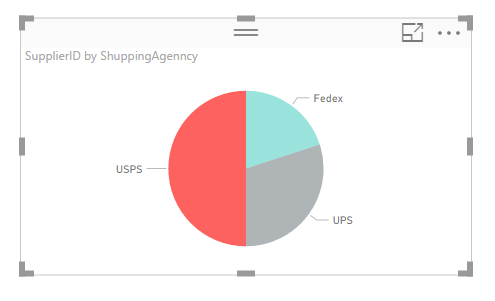 SupplierID by ShuppingAgenncy
Fedex
USPS
UPS